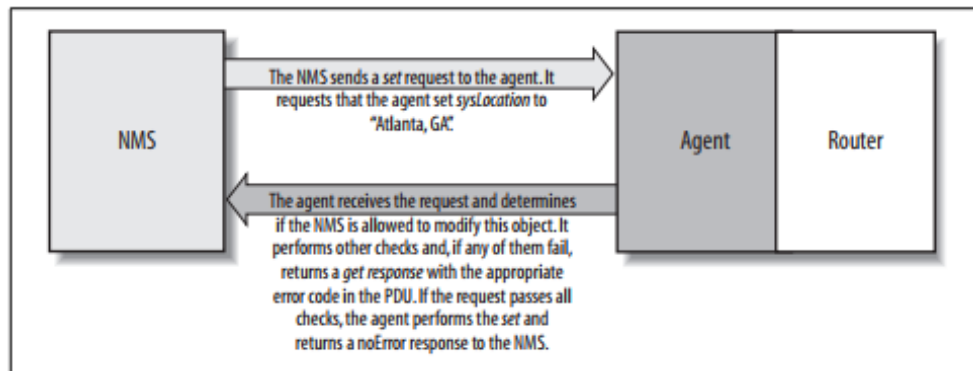 NMS
The NMS sends a set request to the agent. It
requests that the agent set sysLocation to
"Atlanta, GA".
The agent receives the request and determines
if the NMS is allowed to modify this object. It
performs other checks and, if any of them fail,
returns a get response with the appropriate
error code in the PDU. If the request passes all
checks, the agent performs the set and
returns a noError response to the NMS.
Agent
Router